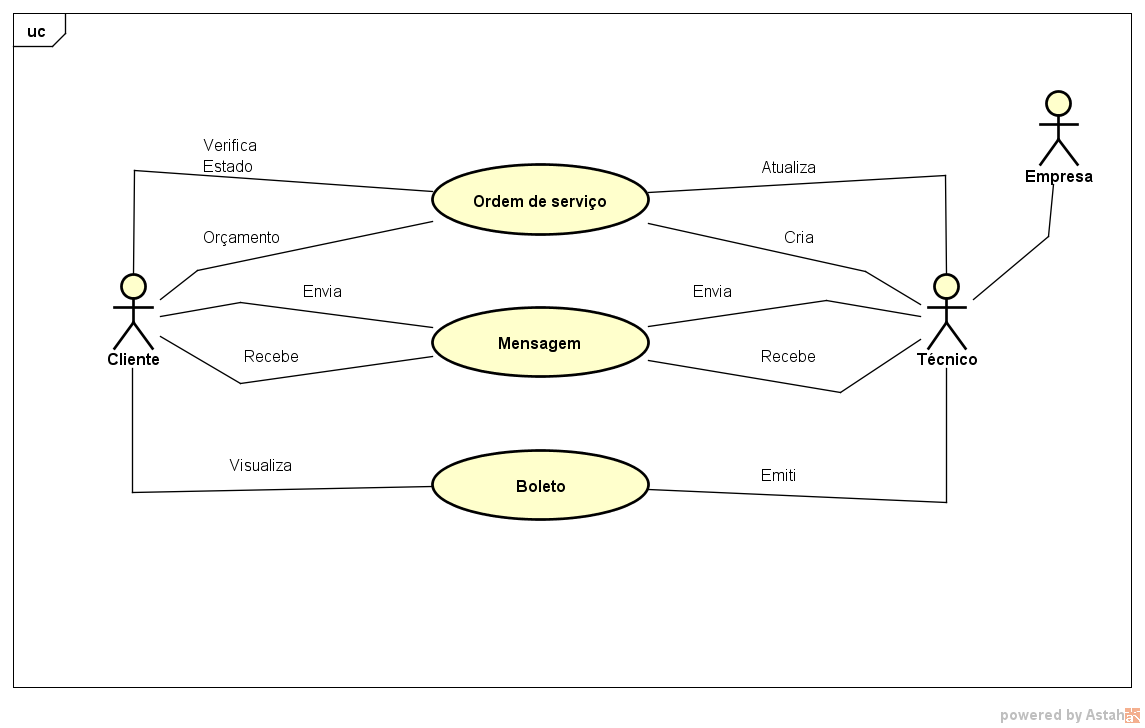 uc
Verifica
Estado
Atualiza
Empresa
Ordem de serviço
Orçamento
Cria
Envia
Envia
Mensagem
Recebe
Recebe
Cliente
Técnico
Visualiza
Emiti
Boleto
powered by Astah